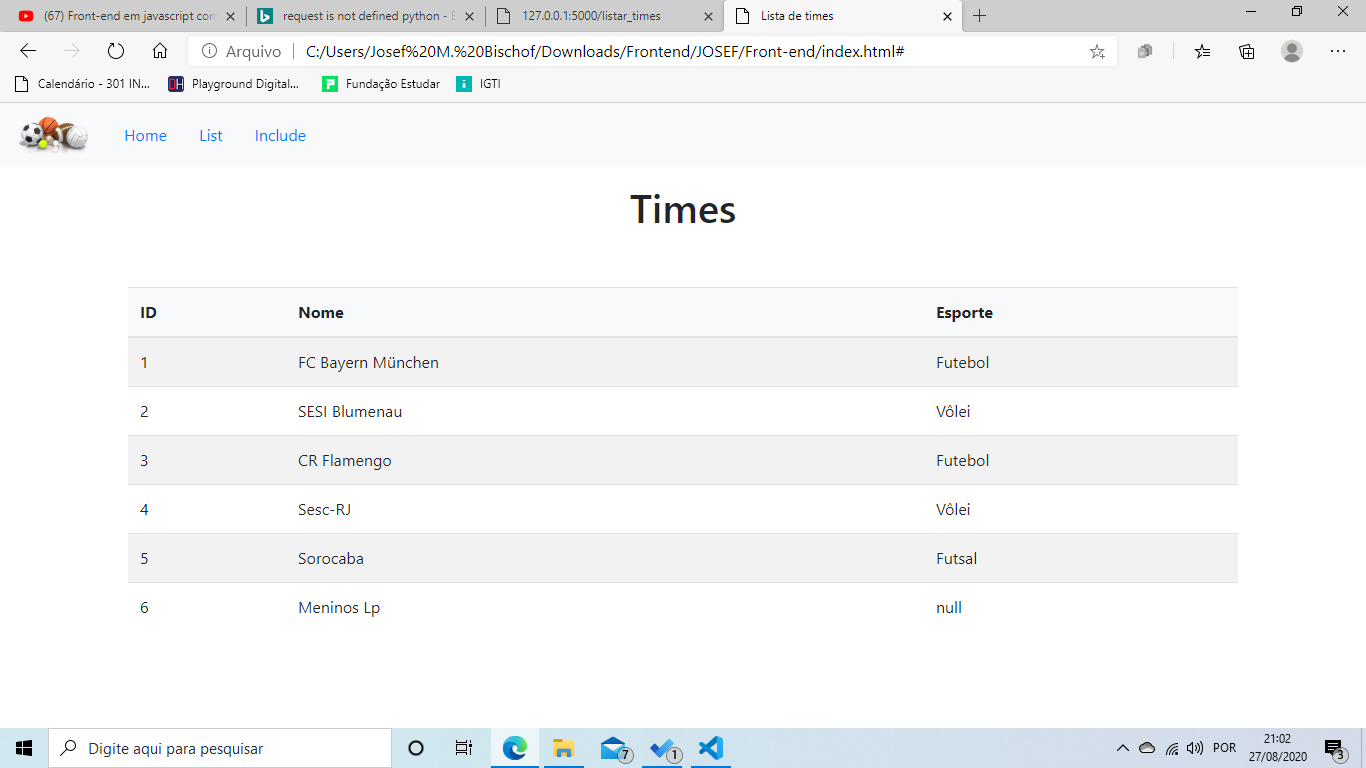 (67) Front-end em javascript con
request is not defined python - B
127.0.0.1:5000/listar_times
Lista de times
Arquivo
C:/Users/Josef%20M.%20Bischof/Downloads/Frontend/JOSEF/Front-end/index.html#
Calendário - 301 IN...
Playground Digital...
Fundação Estudar
IGTI
Home
List
Include
Times
ID Nome Esporte
1 FC Bayern München Futebol
2 SESI Blumenau Vôlei
3 CR Flamengo Futebol
4 Sesc-RJ Vôlei
5 Sorocaba Futsal
6 Meninos Lp null
Digite aqui para pesquisar
7
1
POR
21:02
27/08/2020
3